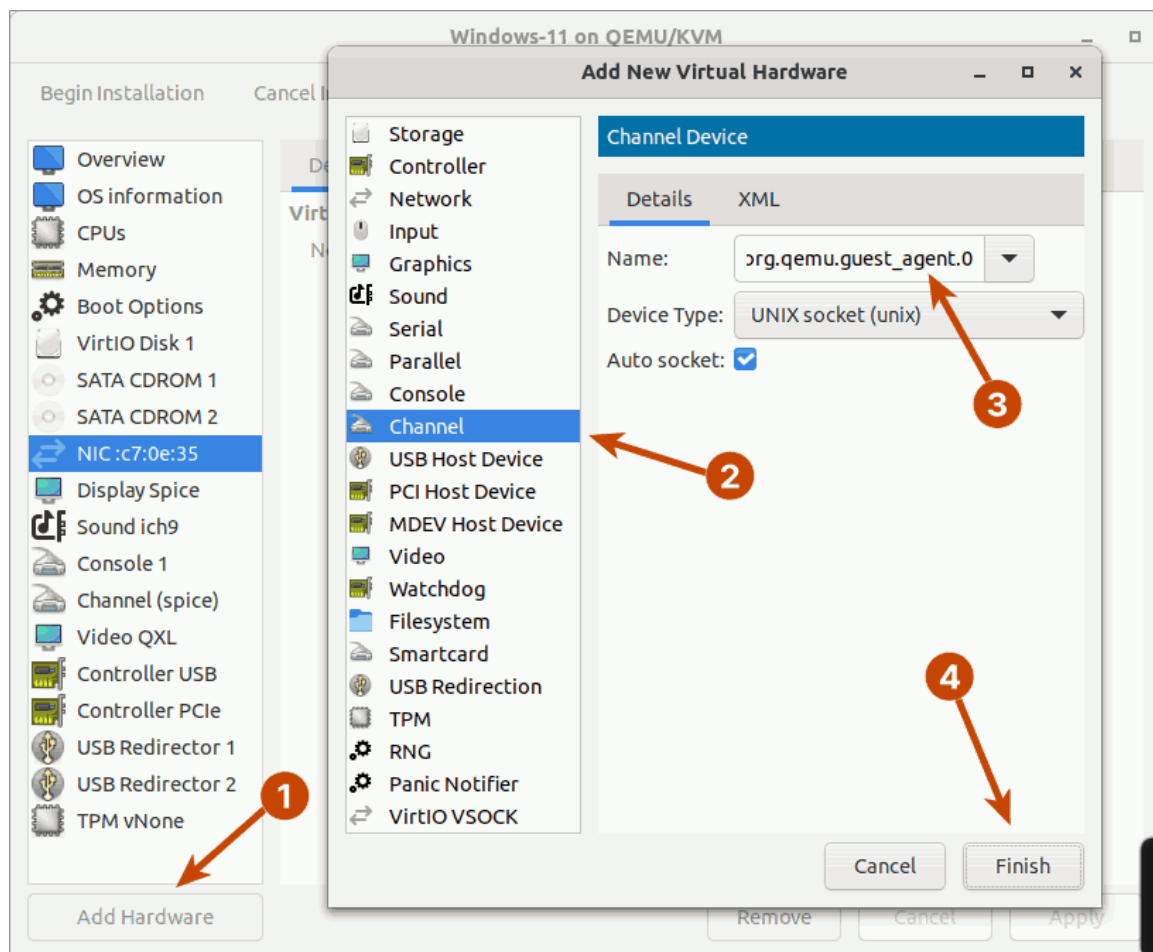 Windows-11 on QEMU/KVM
Begin Installation
Cancel I
Overview
OS information
CPUs
Memory
Boot Options
VirtIO Disk 1
SATA CDROM 1
SATA CDROM 2
NIC :c7:0e:35
Display Spice
Sound ich9
Console 1
Channel (spice)
Video QXL
Controller USB
Controller PCIe
USB Redirector 1
USB Redirector 2
TPM vNone
Add Hardware
De
Virt
Remove
Cancel
Apply
Add New Virtual Hardware
Storage
Controller
Network
Input
Graphics
Sound
Serial
Parallel
Console
Channel
USB Host Device
PCI Host Device
MDEV Host Device
Video
Watchdog
Filesystem
Smartcard
USB Redirection
TPM
RNG
Panic Notifier
VirtIO VSOCK
Channel Device
Details XML
Name: org.qemu.guest_agent.0
Device Type: UNIX socket (unix)
Auto socket:
Cancel Finish
1
2
3
4